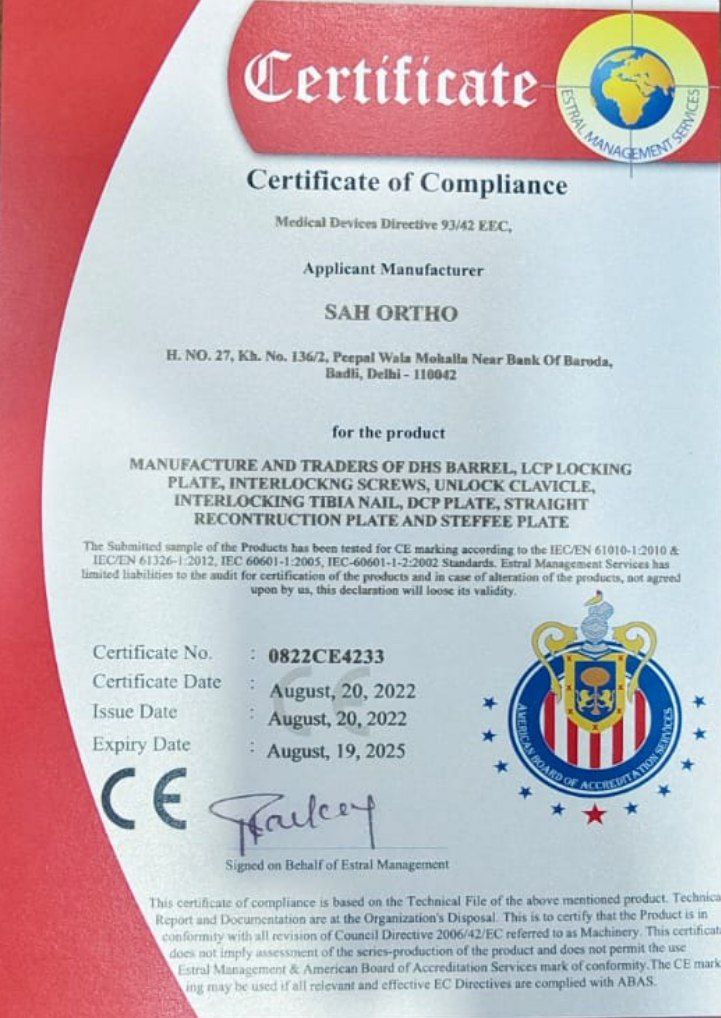 Certificate
ESTRAL MANAGEMENT SERVICES
Certificate of Compliance
Medical Devices Directive 93/42 EEC,
Applicant Manufacturer
SAH ORTHO
H. NO. 27, Kh. No. 136/2, Peepal Wala Mohalla Near Bank Of Baroda,
Badli, Delhi - 110042
for the product
MANUFACTURE AND TRADERS OF DHS BARREL, LCP LOCKING
PLATE, INTERLOCKNG SCREWS, UNLOCK CLAVICLE,
INTERLOCKING TIBIA NAIL, DCP PLATE, STRAIGHT
RECONTRUCTION PLATE AND STEFFEE PLATE
The Submitted sample of the Products has been tested for CE marking according to the IEC/EN 61010-1:2010 &
IEC/EN 61326-1:2012, IEC 60601-1:2005, IEC-60601-1-2:2002 Standards. Estral Management Services has
limited liabilities to the audit for certification of the products and in case of alteration of the products, not agreed
upon by us, this declaration will loose its validity.
Certificate No. : 0822CE4233
Certificate Date : August, 20, 2022
Issue Date : August, 20, 2022
Expiry Date : August, 19, 2025
CE
CE
AMERICAN BOARD OF ACCREDITATION SERVICES
Signed on Behalf of Estral Management
This certificate of compliance is based on the Technical File of the above mentioned product. Technica
Report and Documentation are at the Organization's Disposal. This is to certify that the Product is in
conformity with all revision of Council Directive 2006/42/EC referred to as Machinery. This certificat
does not imply assessment of the series-production of the product and does not permit the use
Estral Management & American Board of Accreditation Services mark of conformity.The CE mark
ing may be used if all relevant and effective EC Directives are complied with ABAS.